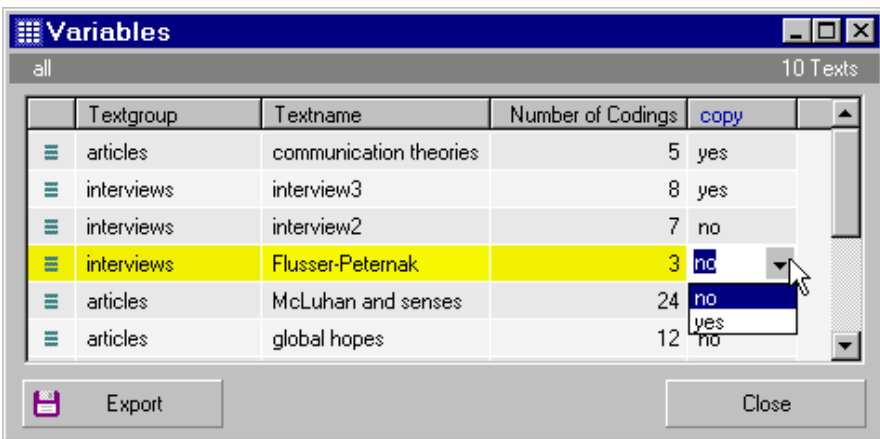 Variables
all 10 Texts
Textgroup Textname Number of Codings copy
articles communication theories 5 yes
interviews interview3 8 yes
interviews interview2 7 no
interviews Flusser-Peternak 3 no
articles McLuhan and senses 24 no
yes
articles global hopes 12 no
Export Close